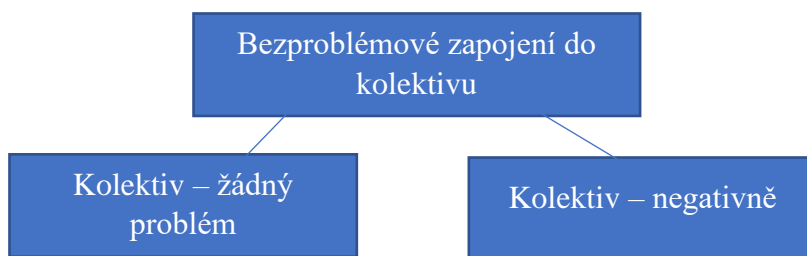 Bezproblémové zapojení do
kolektivu
Kolektiv – žádný
problém
Kolektiv – negativně